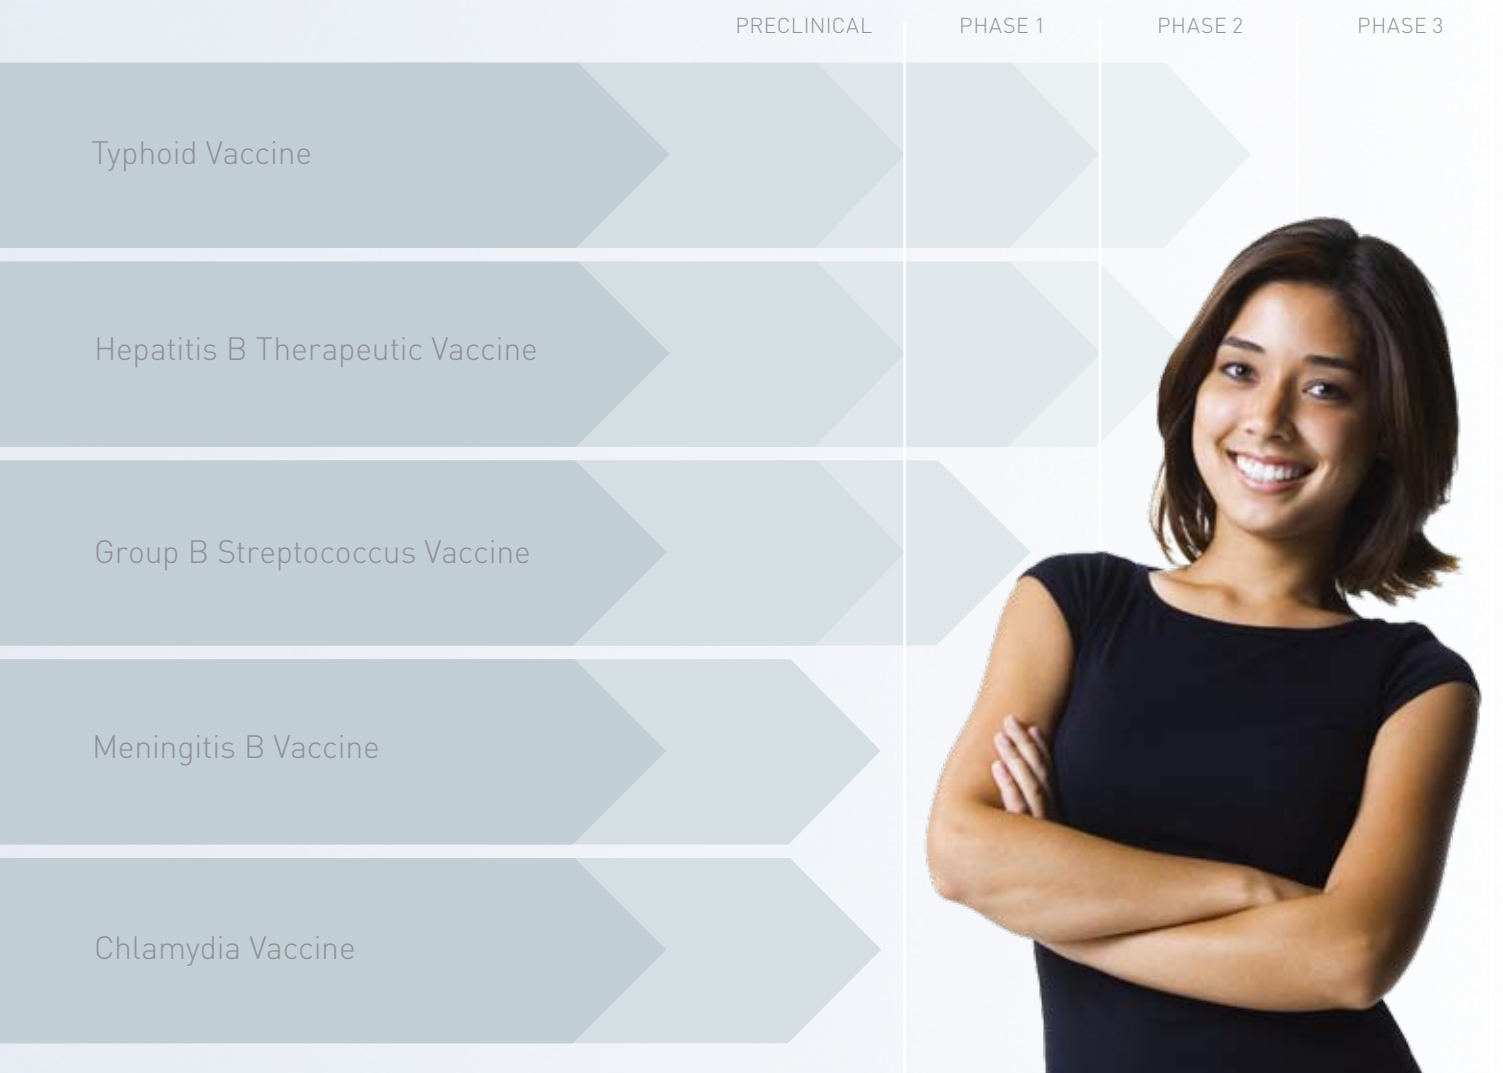 PRECLINICAL PHASE 1 PHASE 2 PHASE 3
Typhoid Vaccine
Hepatitis B Therapeutic Vaccine
Group B Streptococcus Vaccine
Meningitis B Vaccine
Chlamydia Vaccine